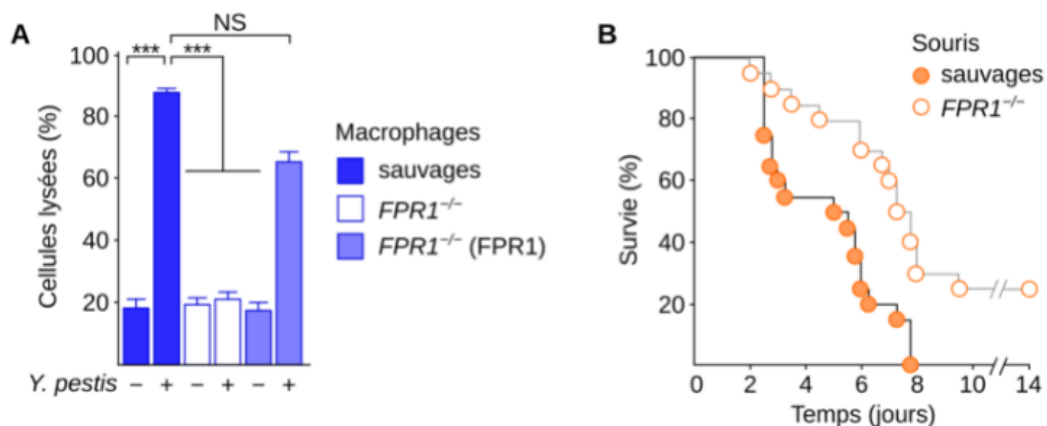 A
NS
*** ***
100
80
60
40
20
Cellules lysées (%)
Y. pestis – + – + – +
Macrophages
sauvages
FPR1⁻/⁻
FPR1⁻/⁻ (FPR1)
B
Souris
sauvages
FPR1⁻/⁻
100
80
60
40
20
Survie (%)
0 2 4 6 8 10 14
Temps (jours)